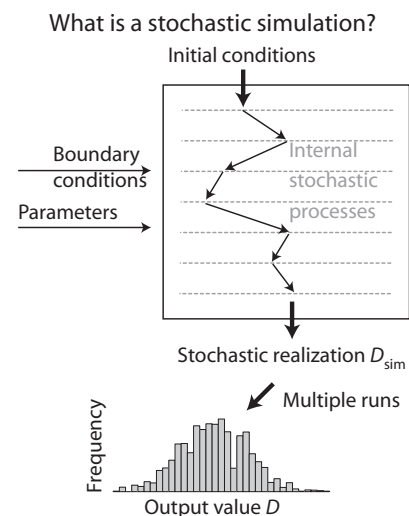 What is a stochastic simulation?
Initial conditions
Boundary
conditions
Parameters
Internal
stochastic
processes
Stochastic realization D_sim
Multiple runs
Frequency
Output value D